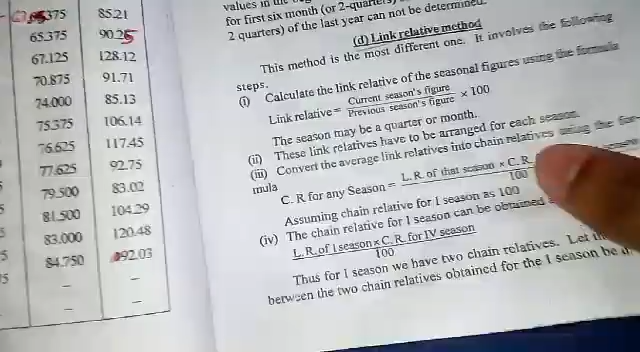 65.375 85.21
65.375 90.25
67.125 128.12
70.875 91.71
74.000 85.13
75.375 106.14
76.625 117.45
77.625 92.75
79.500 83.02
81.500 104.29
83.000 120.48
84.750 92.03
– –
– –
values in the
for first six month (or 2-quarters)
2 quarters) of the last year can not be determined.
(d) Link relative method
This method is the most different one. It involves the following
steps.
(i) Calculate the link relative of the seasonal figures using the formula
Link relative = Current season's figure / Previous season's figure × 100
The season may be a quarter or month.
(ii) These link relatives have to be arranged for each season.
(iii) Convert the average link relatives into chain relatives using the for-
mula
C. R for any Season = L. R. of that season × C. R. / 100
Assuming chain relative for I season as 100
(iv) The chain relative for I season can be obtained
L.R. of I season x C. R. for IV season / 100
Thus for I season we have two chain relatives. Let
between the two chain relatives obtained for the I season be